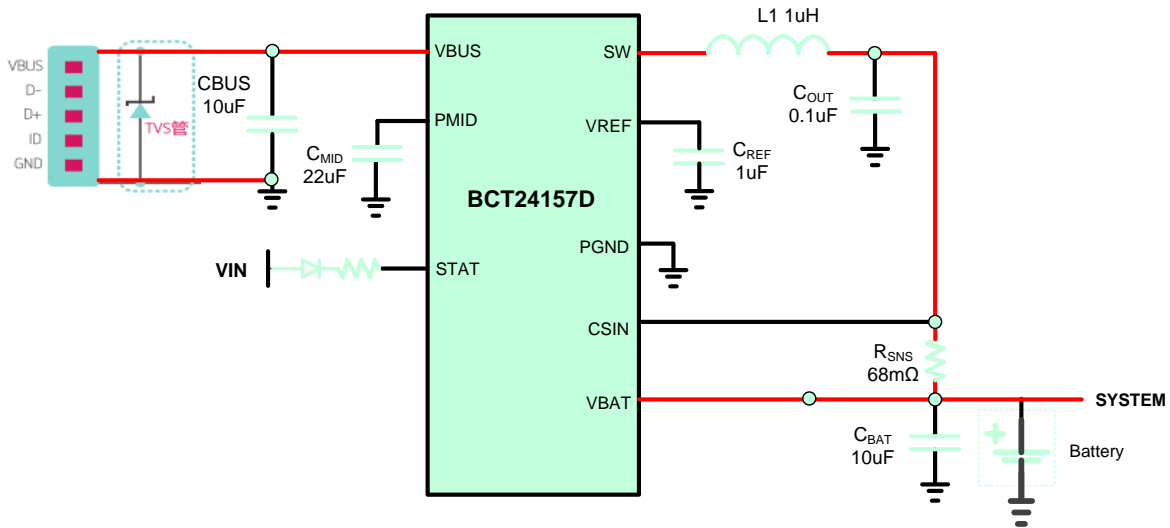 L1 1uH
VBUS
D-
D+
ID
GND
TVS管
CBUS
10uF
CMID
22uF
VIN
VBUS
PMID
STAT
BCT24157D
SW
VREF
PGND
CSIN
VBAT
COUT
0.1uF
CREF
1uF
RSNS
68mΩ
SYSTEM
CBAT
10uF
+
Battery